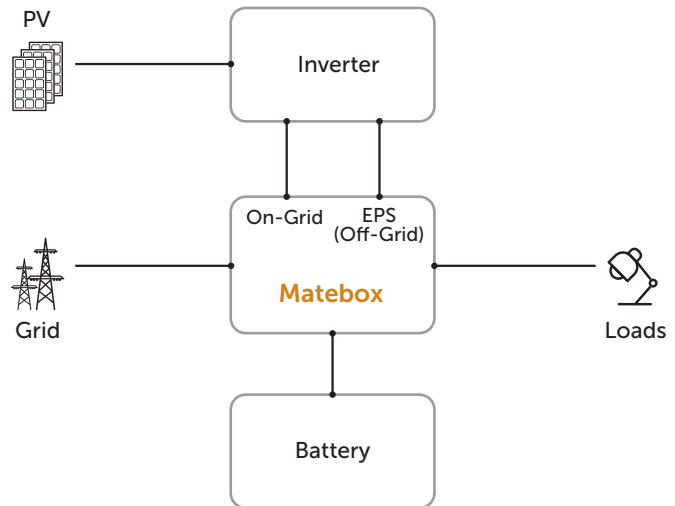 PV
Inverter
On-Grid
EPS
(Off-Grid)
Matebox
Grid
Loads
Battery